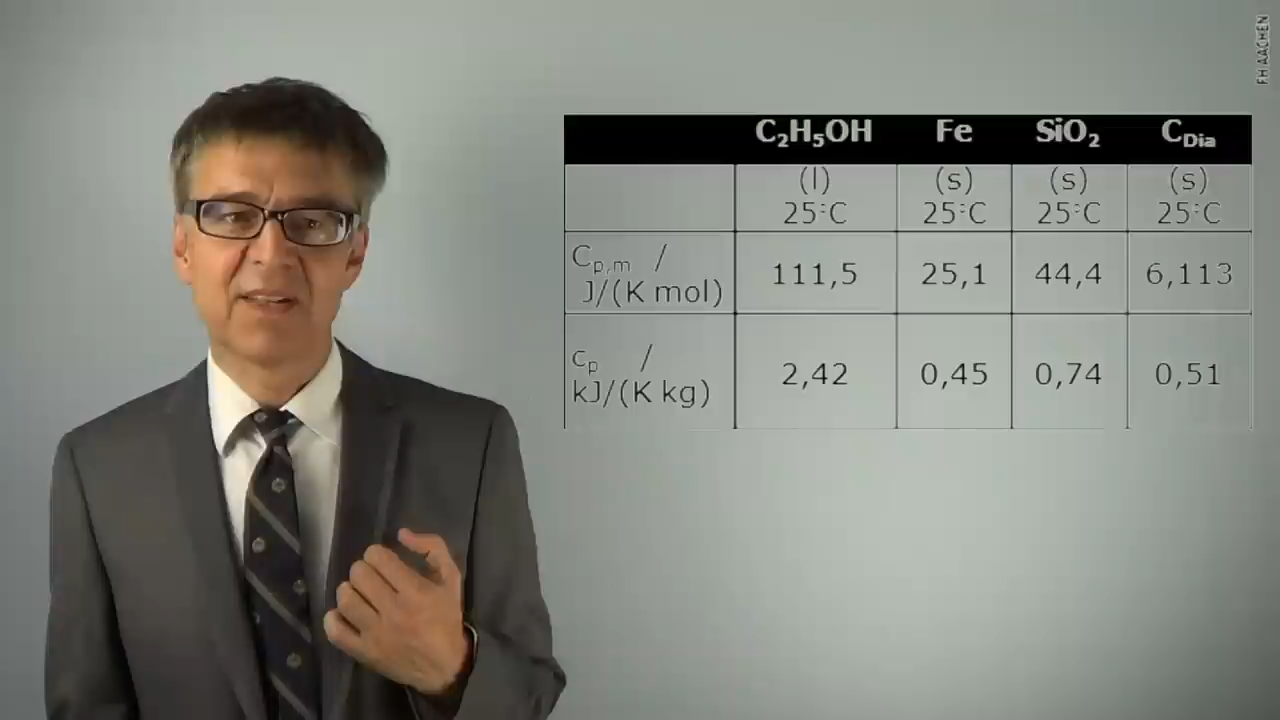 FH AACHEN
C₂H₅OH Fe SiO₂ C_Dia
(l) (s) (s) (s)
25°C 25°C 25°C 25°C
C_p,m / J/(K mol) 111,5 25,1 44,4 6,113
c_p / kJ/(K kg) 2,42 0,45 0,74 0,51